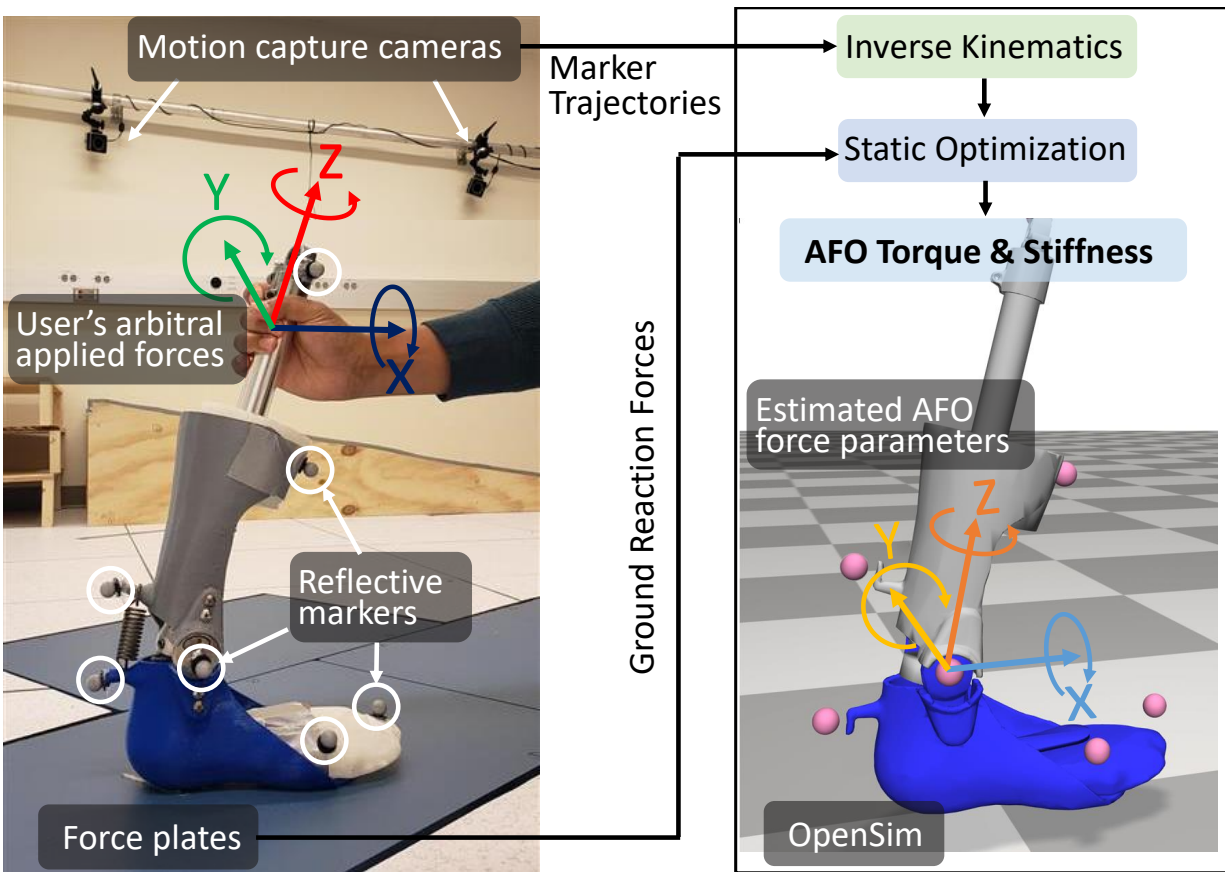 Motion capture cameras
Marker
Trajectories
Inverse Kinematics
Static Optimization
AFO Torque & Stiffness
Z
Y
X
User's arbitral
applied forces
Reflective
markers
Force plates
Ground Reaction Forces
Estimated AFO
force parameters
Z
Y
X
OpenSim